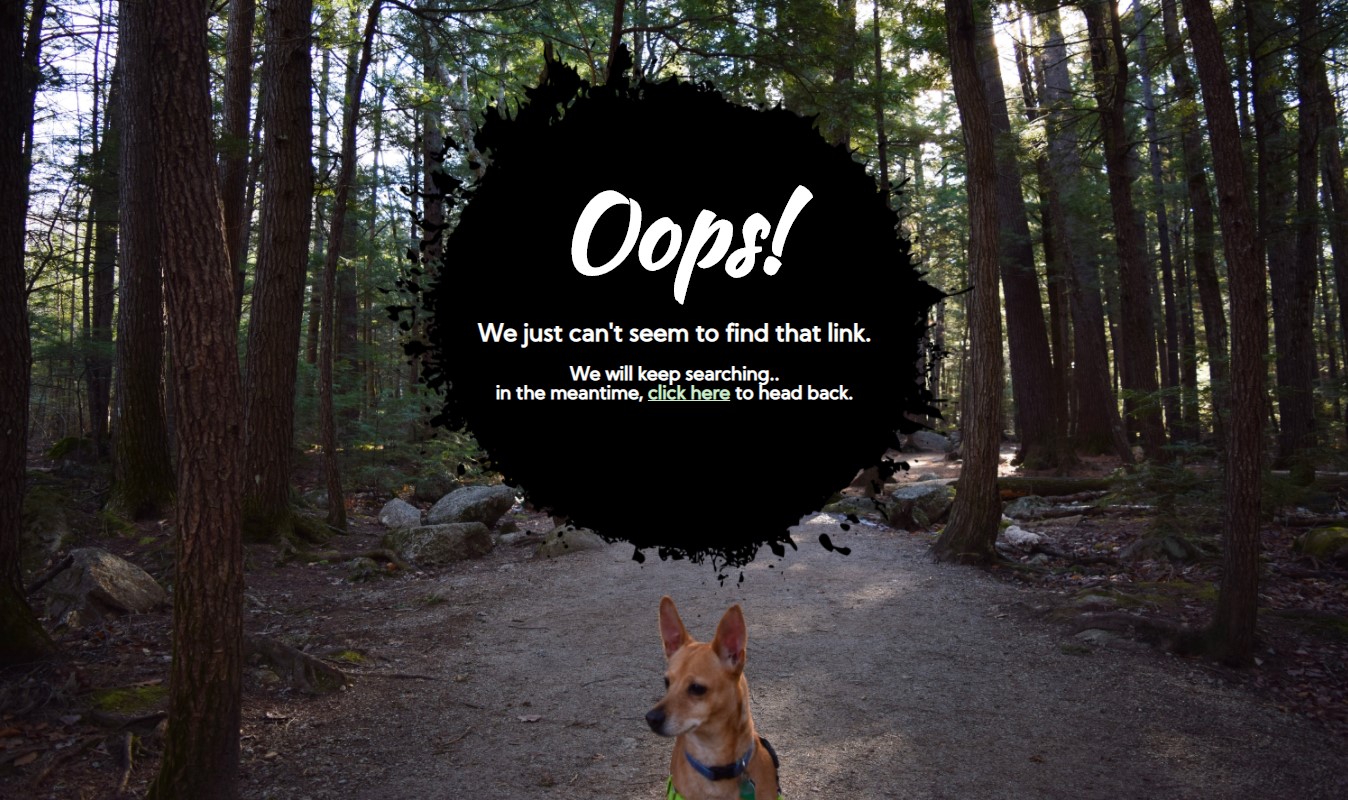 Oops!
We just can't seem to find that link.
We will keep searching..
in the meantime, click here to head back.